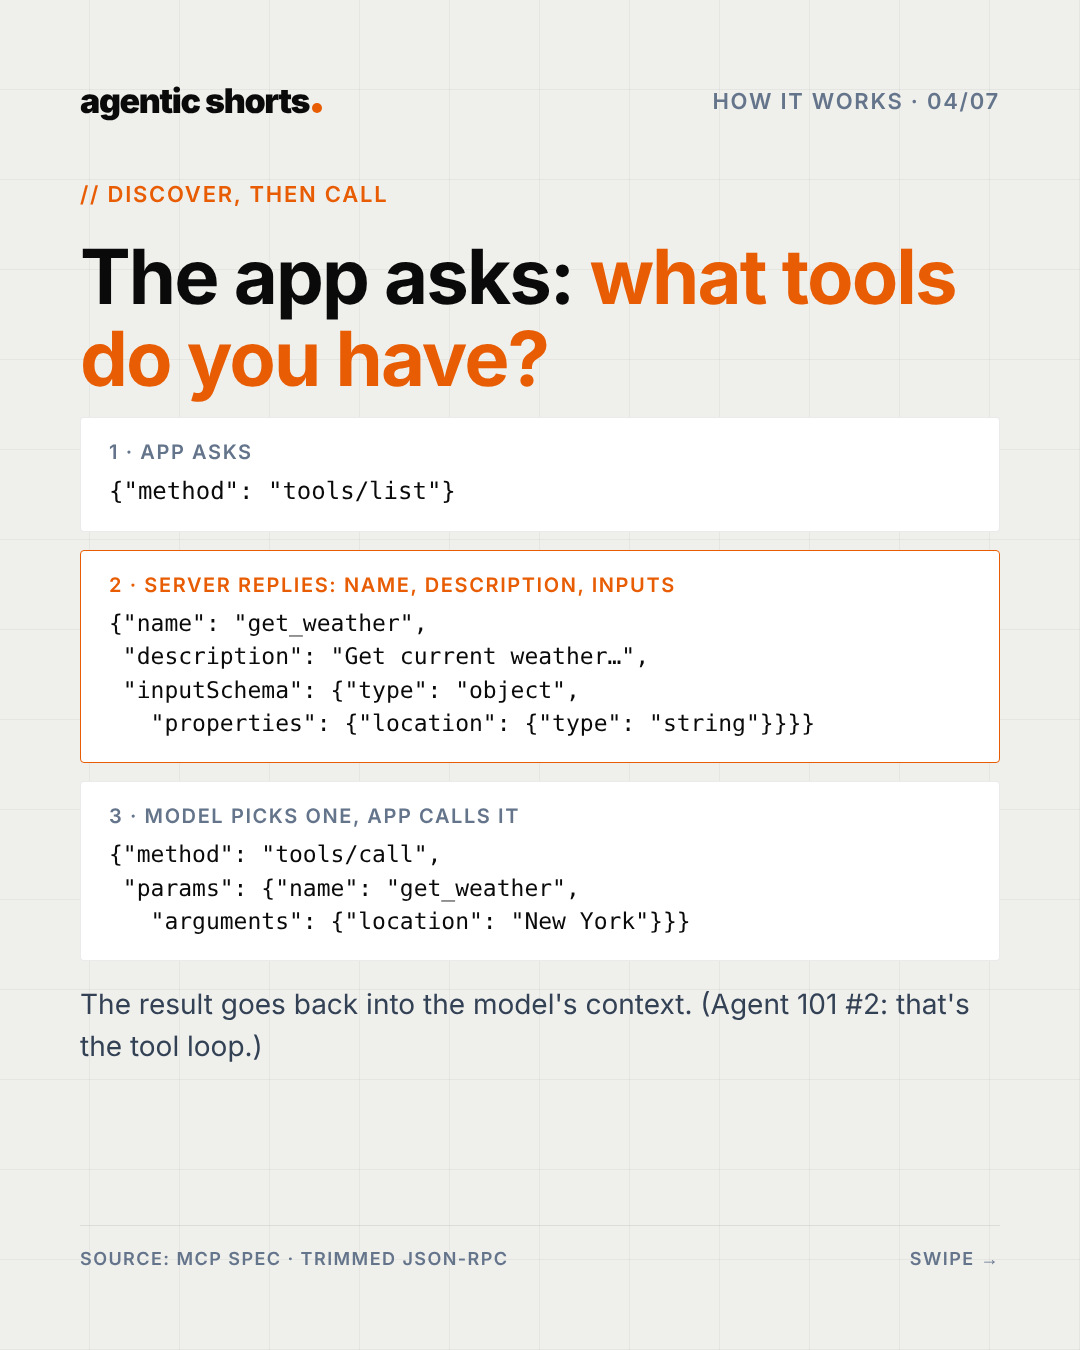 agentic shorts.
HOW IT WORKS · 04/07
// DISCOVER, THEN CALL
The app asks: what tools
do you have?
1 · APP ASKS
{"method": "tools/list"}
2 · SERVER REPLIES: NAME, DESCRIPTION, INPUTS
{"name": "get_weather",
 "description": "Get current weather…",
 "inputSchema": {"type": "object",
   "properties": {"location": {"type": "string"}}}}
3 · MODEL PICKS ONE, APP CALLS IT
{"method": "tools/call",
 "params": {"name": "get_weather",
   "arguments": {"location": "New York"}}}
The result goes back into the model's context. (Agent 101 #2: that's
the tool loop.)
SOURCE: MCP SPEC · TRIMMED JSON-RPC
SWIPE →